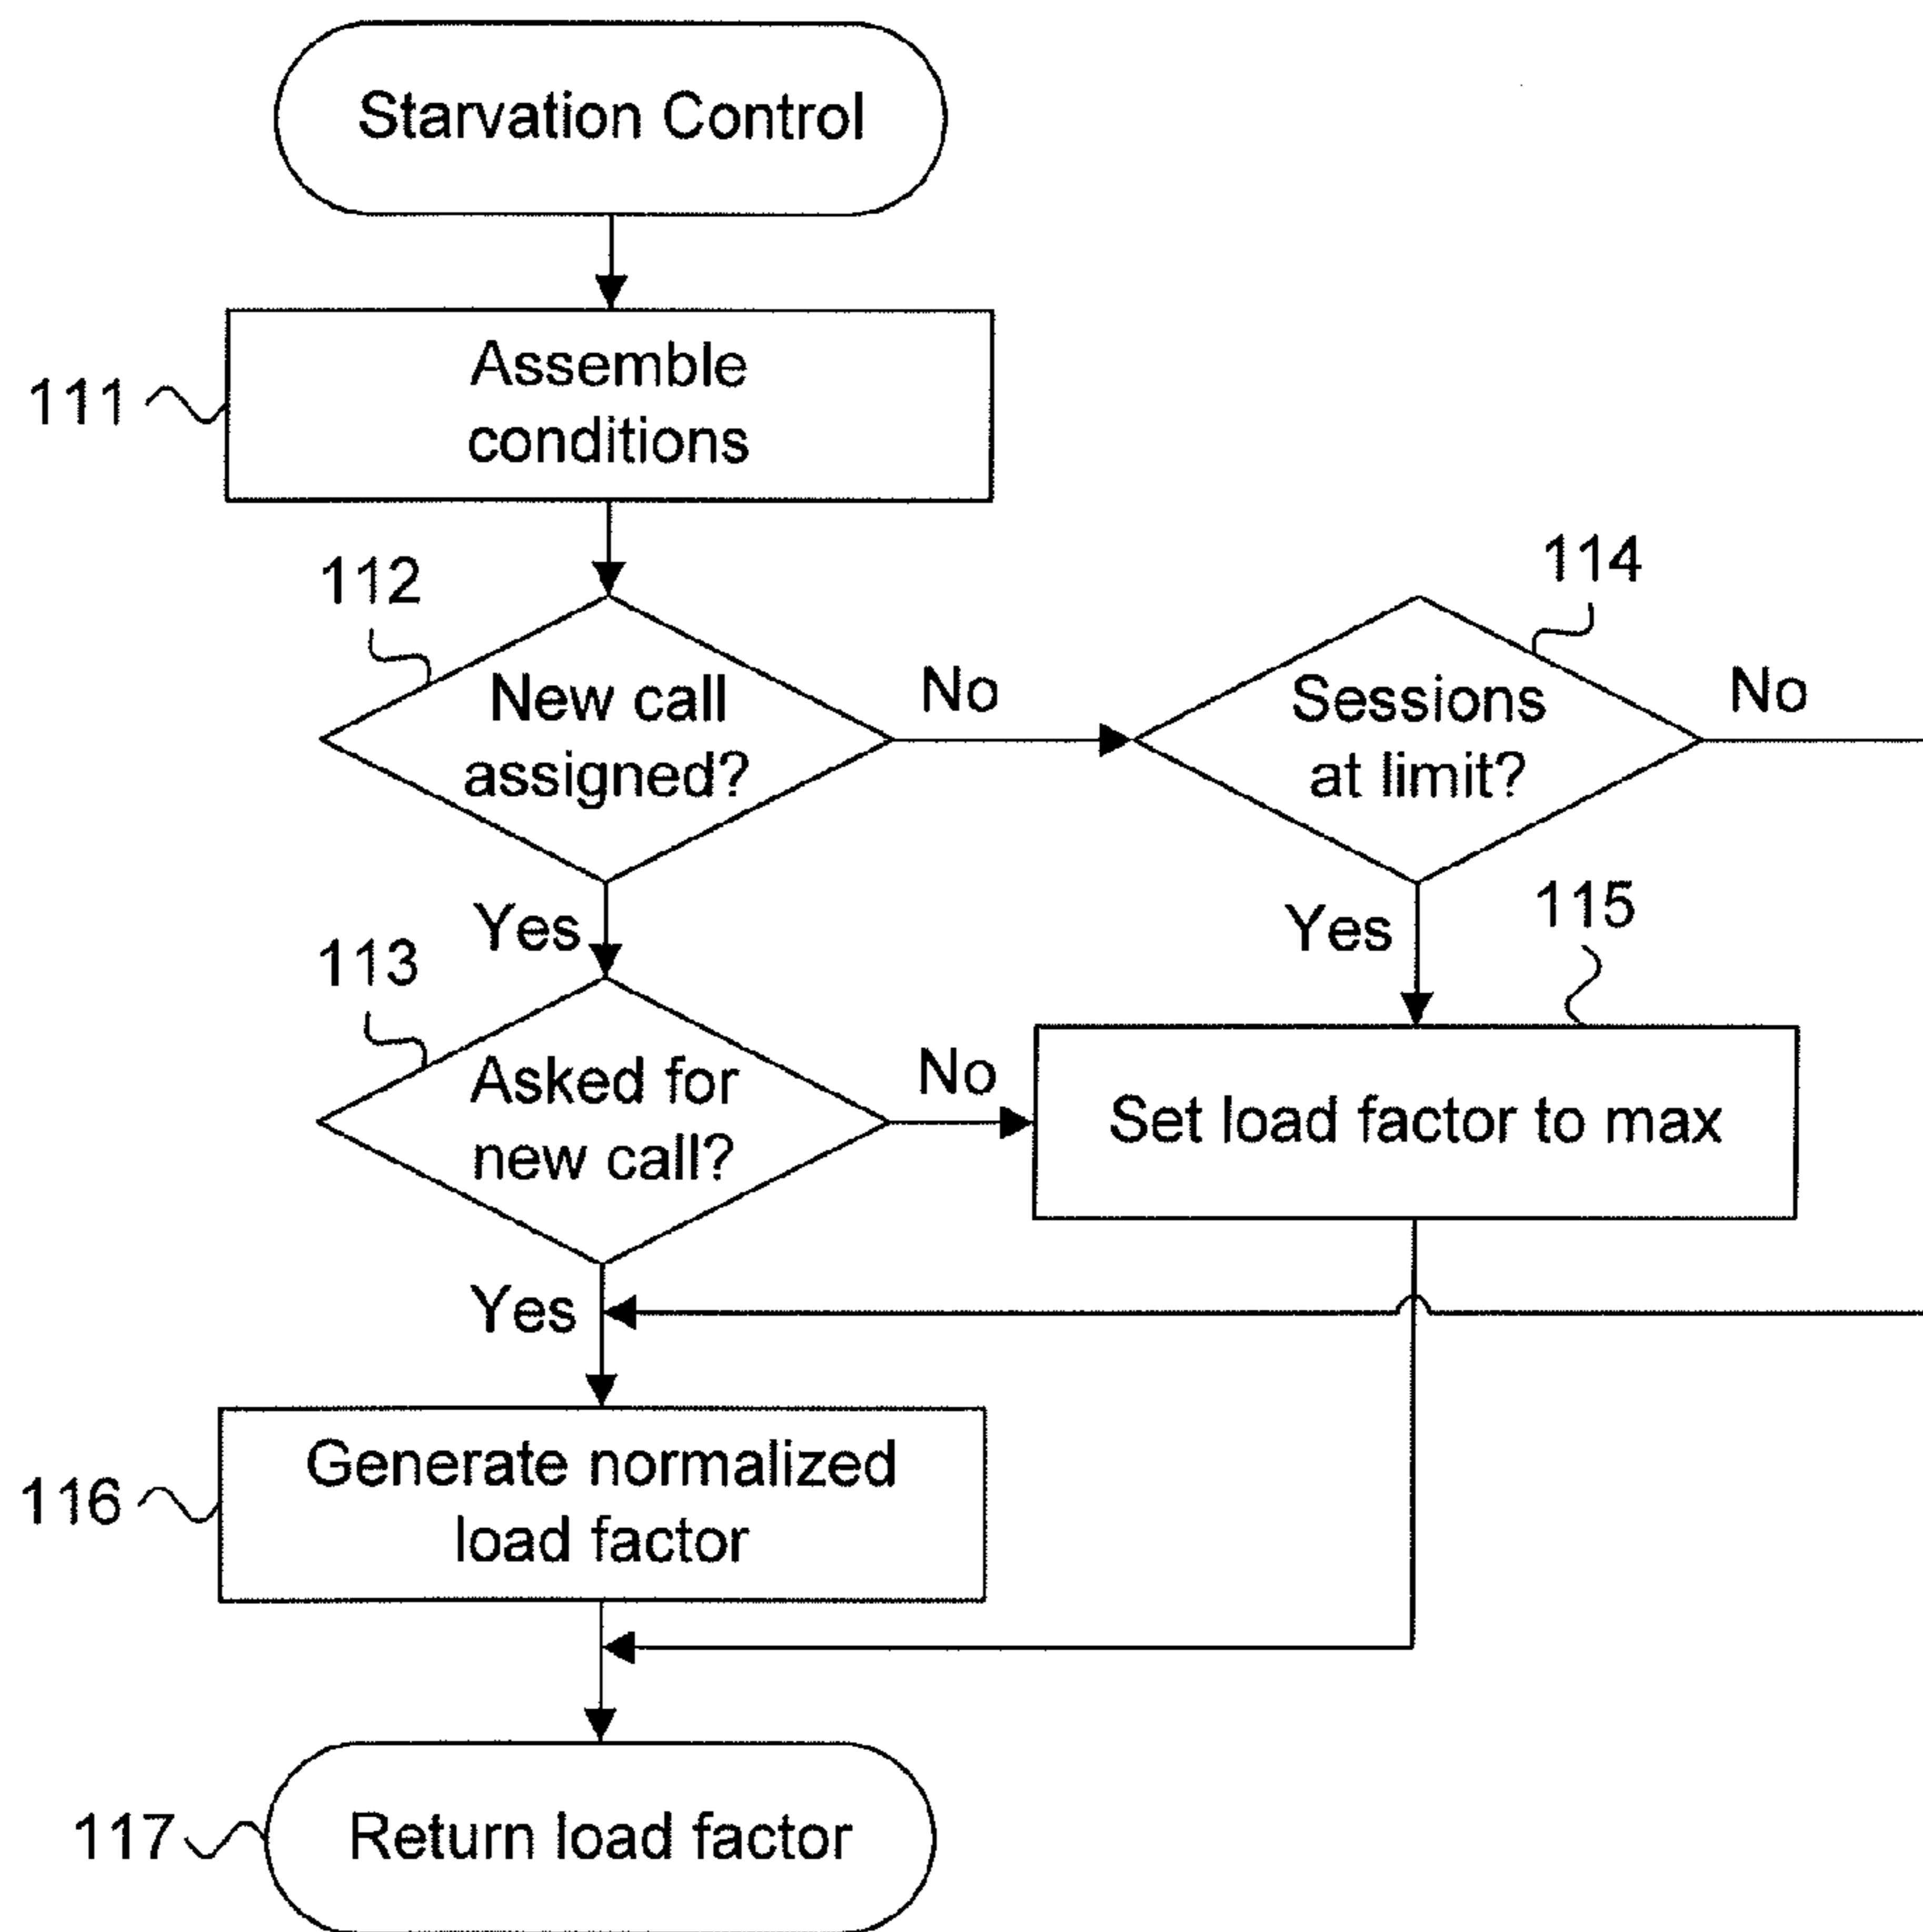 Starvation Control
111
Assemble
conditions
112
New call
assigned?
No
114
Sessions
at limit?
No
Yes
113
Asked for
new call?
No
Yes
115
Set load factor to max
Yes
116
Generate normalized
load factor
117
Return load factor